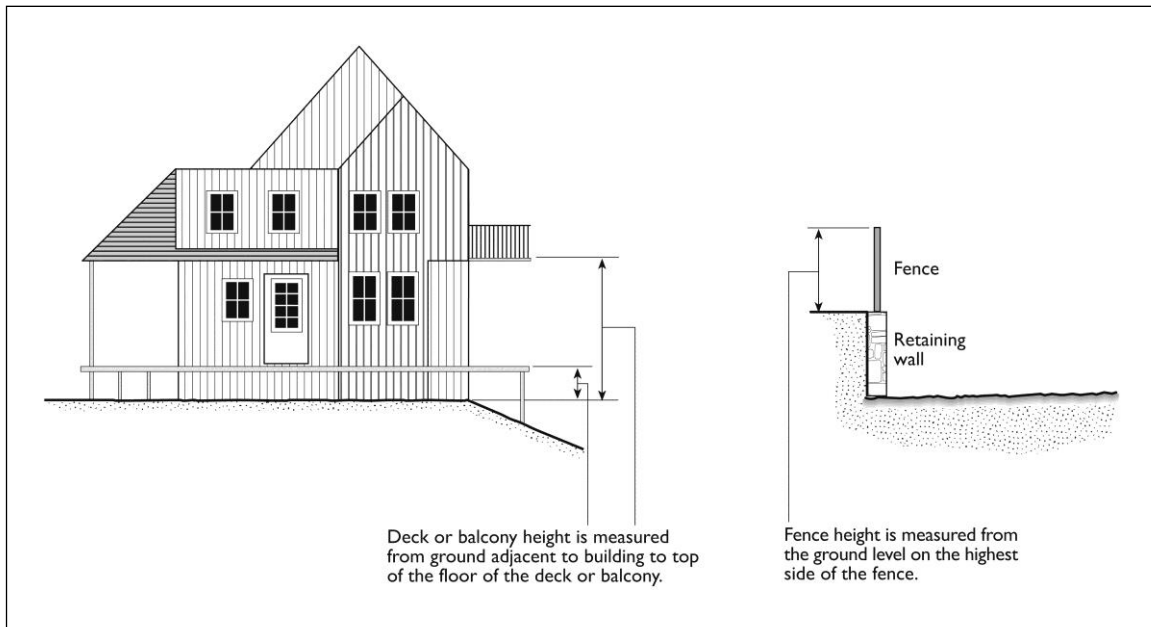 Fence
Retaining
wall
Deck or balcony height is measured
from ground adjacent to building to top
of the floor of the deck or balcony.
Fence height is measured from
the ground level on the highest
side of the fence.